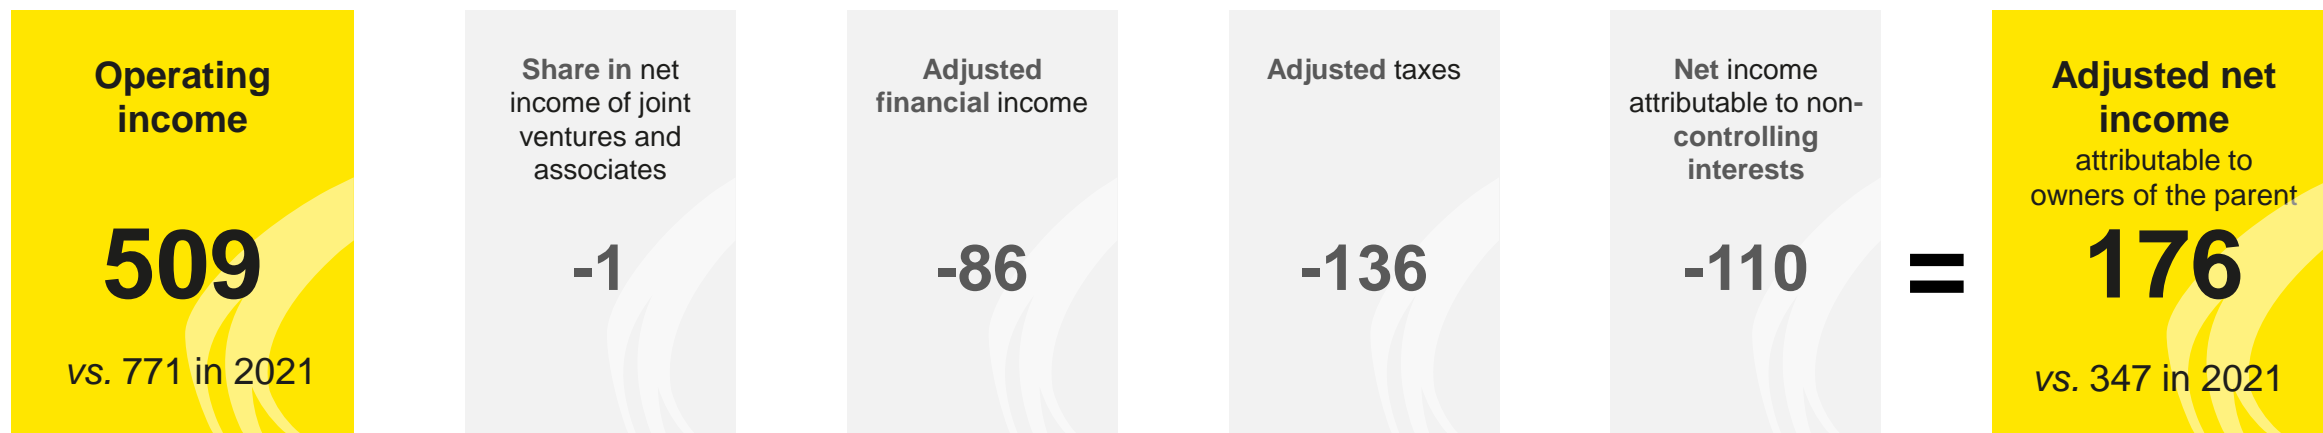 Operating
income
509
vs. 771 in 2021
Share in net
income of joint
ventures and
associates
-1
Adjusted
financial income
-86
Adjusted taxes
-136
Net income
attributable to non-
controlling
interests
-110
=
Adjusted net
income
attributable to
owners of the parent
176
vs. 347 in 2021